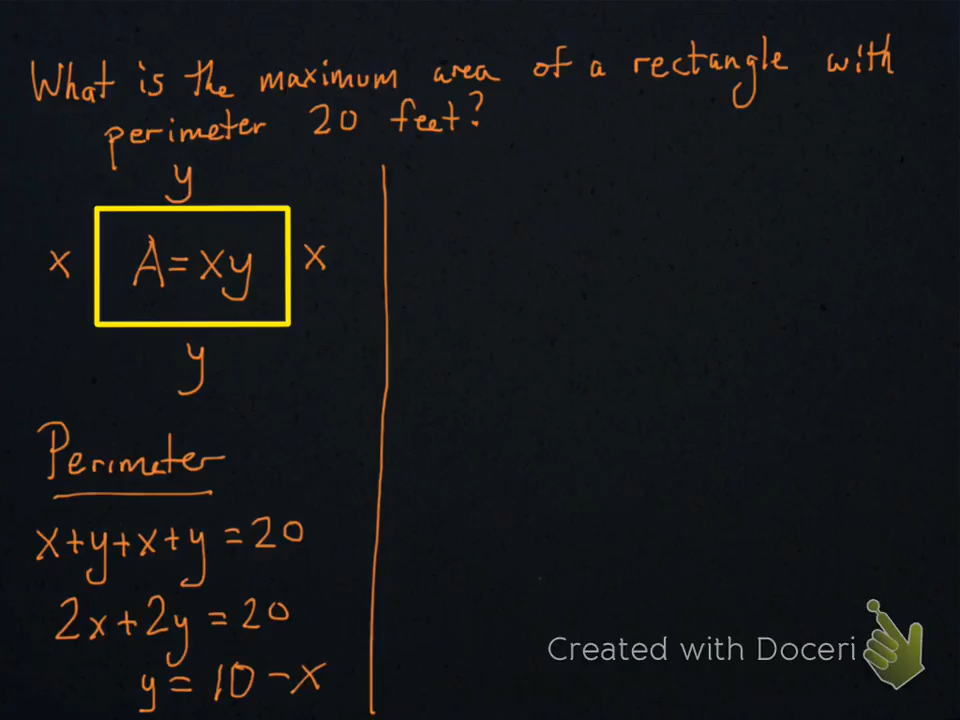 What is the maximum area of a rectangle with
perimeter 20 feet?
y
x A=xy x
y
Perimeter
x+y+x+y=20
2x+2y=20
y=10-x
Created with Doceri